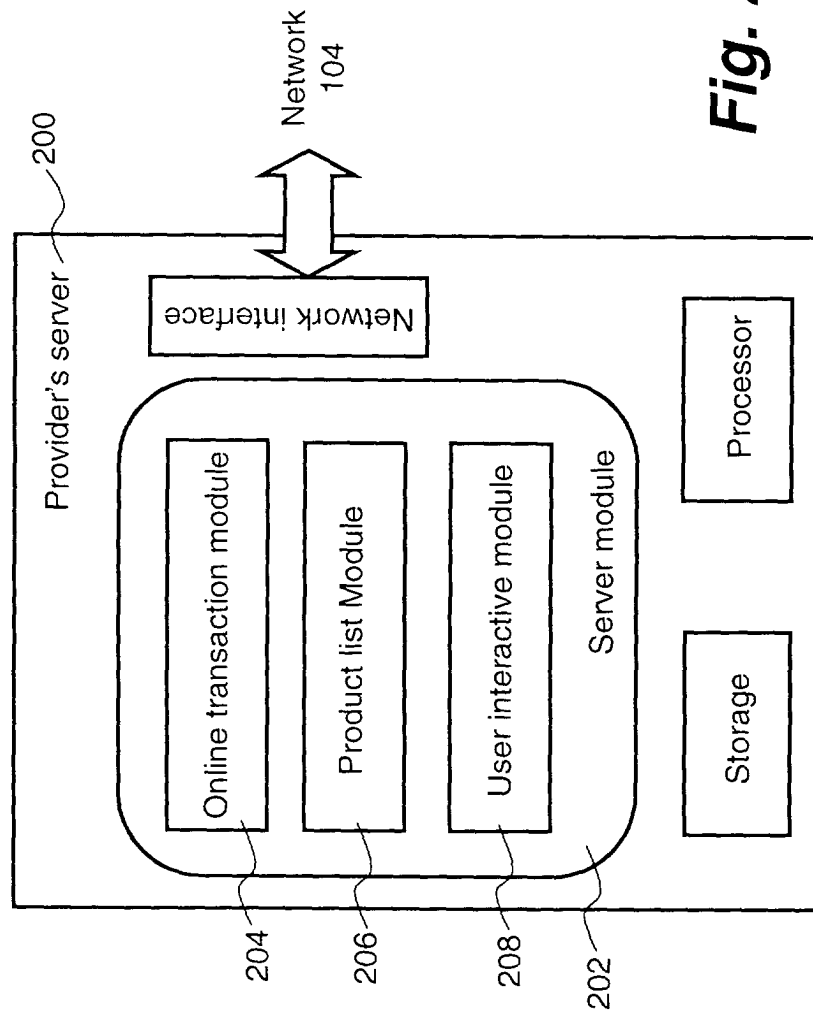 Provider's server
200
Online transaction module
204
Product list Module
206
User interactive module
208
Server module
202
Network interface
Network
104
Storage
Processor
Fig.